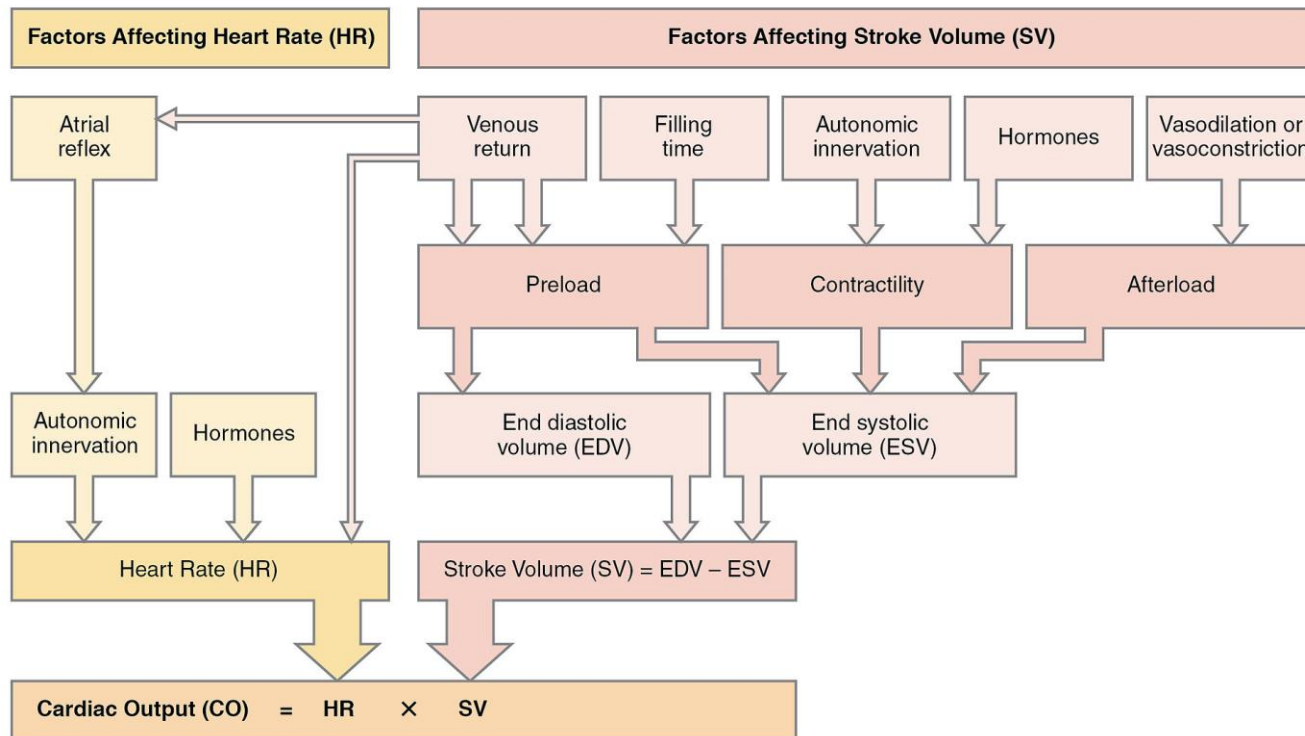 Factors Affecting Heart Rate (HR)
Factors Affecting Stroke Volume (SV)
Atrial
reflex
Venous
return
Filling
time
Autonomic
innervation
Hormones
Vasodilation or
vasoconstriction
Preload
Contractility
Afterload
Autonomic
innervation
Hormones
End diastolic
volume (EDV)
End systolic
volume (ESV)
Heart Rate (HR)
Stroke Volume (SV) = EDV – ESV
Cardiac Output (CO) = HR × SV